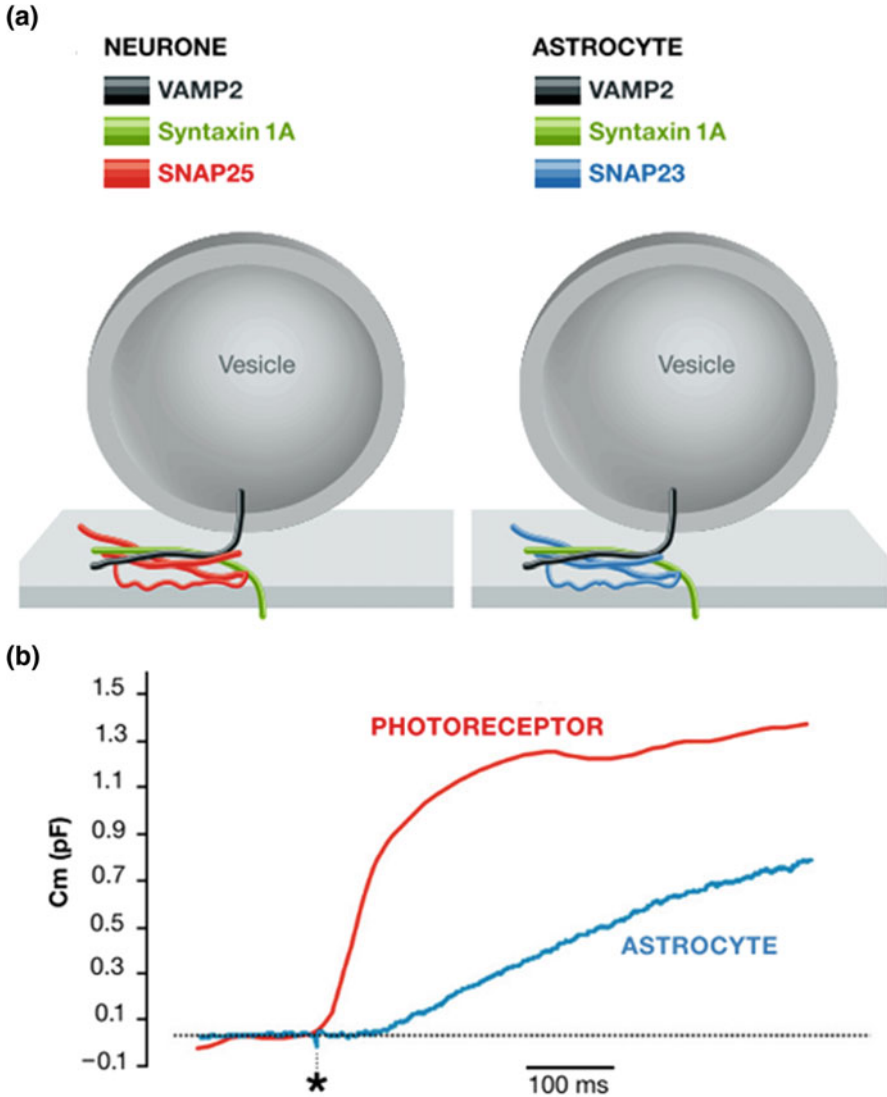 (a)
NEURONE
VAMP2
Syntaxin 1A
SNAP25
ASTROCYTE
VAMP2
Syntaxin 1A
SNAP23
Vesicle
Vesicle
(b)
1.5
1.3
1.1
0.9
0.7
0.5
0.3
0.1
−0.1
Cm (pF)
PHOTORECEPTOR
ASTROCYTE
*
100 ms